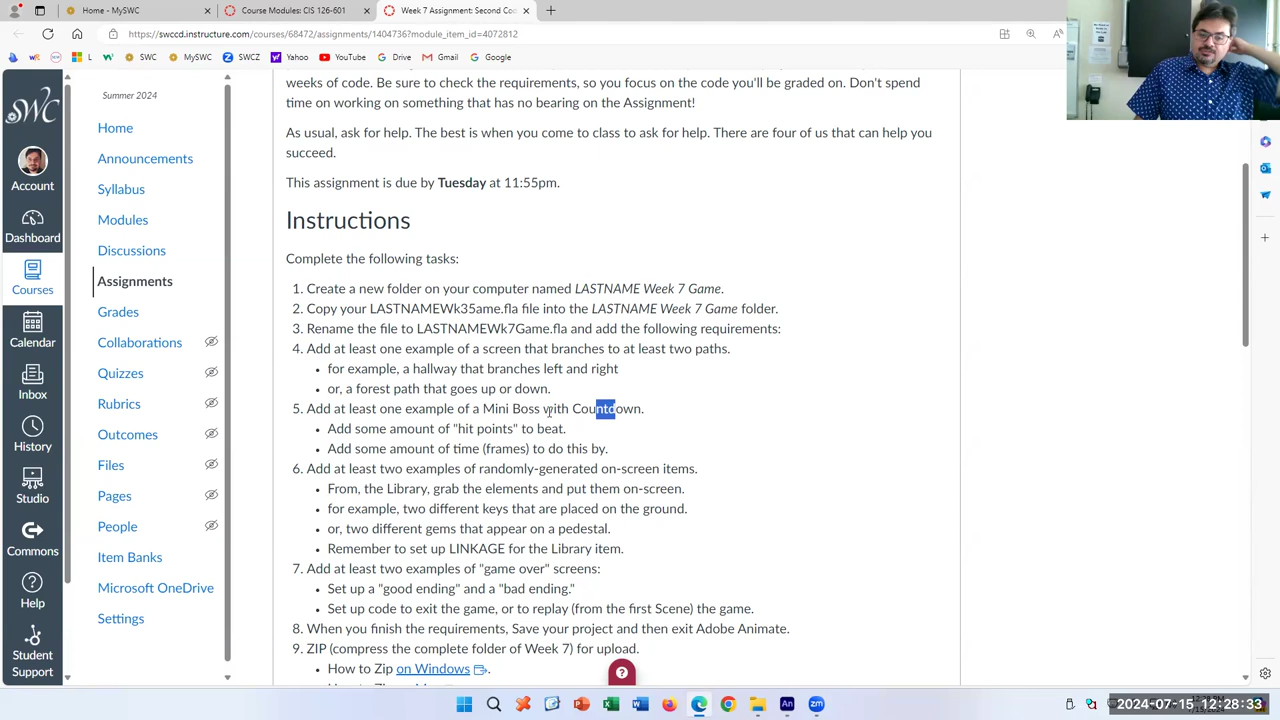 Home - MySWC
Course Modules: CIS 126-601
Week 7 Assignment: Second Co
https://swccd.instructure.com/courses/68472/assignments/1404736?module_item_id=4072812
L
SWC
MySWC
SWCZ
Yahoo
YouTube
Drive
Gmail
Google
Summer 2024
Home
Announcements
Syllabus
Modules
Discussions
Assignments
Grades
Collaborations
Quizzes
Rubrics
Outcomes
Files
Pages
People
Item Banks
Microsoft OneDrive
Settings
SWC
Account
Dashboard
Courses
Calendar
Inbox
History
Studio
Commons
Help
Student
Support
weeks of code. Be sure to check the requirements, so you focus on the code you'll be graded on. Don't spend
time on working on something that has no bearing on the Assignment!
As usual, ask for help. The best is when you come to class to ask for help. There are four of us that can help you
succeed.
This assignment is due by Tuesday at 11:55pm.
Instructions
Complete the following tasks:
1. Create a new folder on your computer named LASTNAME Week 7 Game.
2. Copy your LASTNAMEWk35ame.fla file into the LASTNAME Week 7 Game folder.
3. Rename the file to LASTNAMEWk7Game.fla and add the following requirements:
4. Add at least one example of a screen that branches to at least two paths.
• for example, a hallway that branches left and right
• or, a forest path that goes up or down.
5. Add at least one example of a Mini Boss with Countdown.
• Add some amount of "hit points" to beat.
• Add some amount of time (frames) to do this by.
6. Add at least two examples of randomly-generated on-screen items.
• From, the Library, grab the elements and put them on-screen.
• for example, two different keys that are placed on the ground.
• or, two different gems that appear on a pedestal.
• Remember to set up LINKAGE for the Library item.
7. Add at least two examples of "game over" screens:
• Set up a "good ending" and a "bad ending."
• Set up code to exit the game, or to replay (from the first Scene) the game.
8. When you finish the requirements, Save your project and then exit Adobe Animate.
9. ZIP (compress the complete folder of Week 7) for upload.
• How to Zip on Windows.
2024-07-15 12:28:33